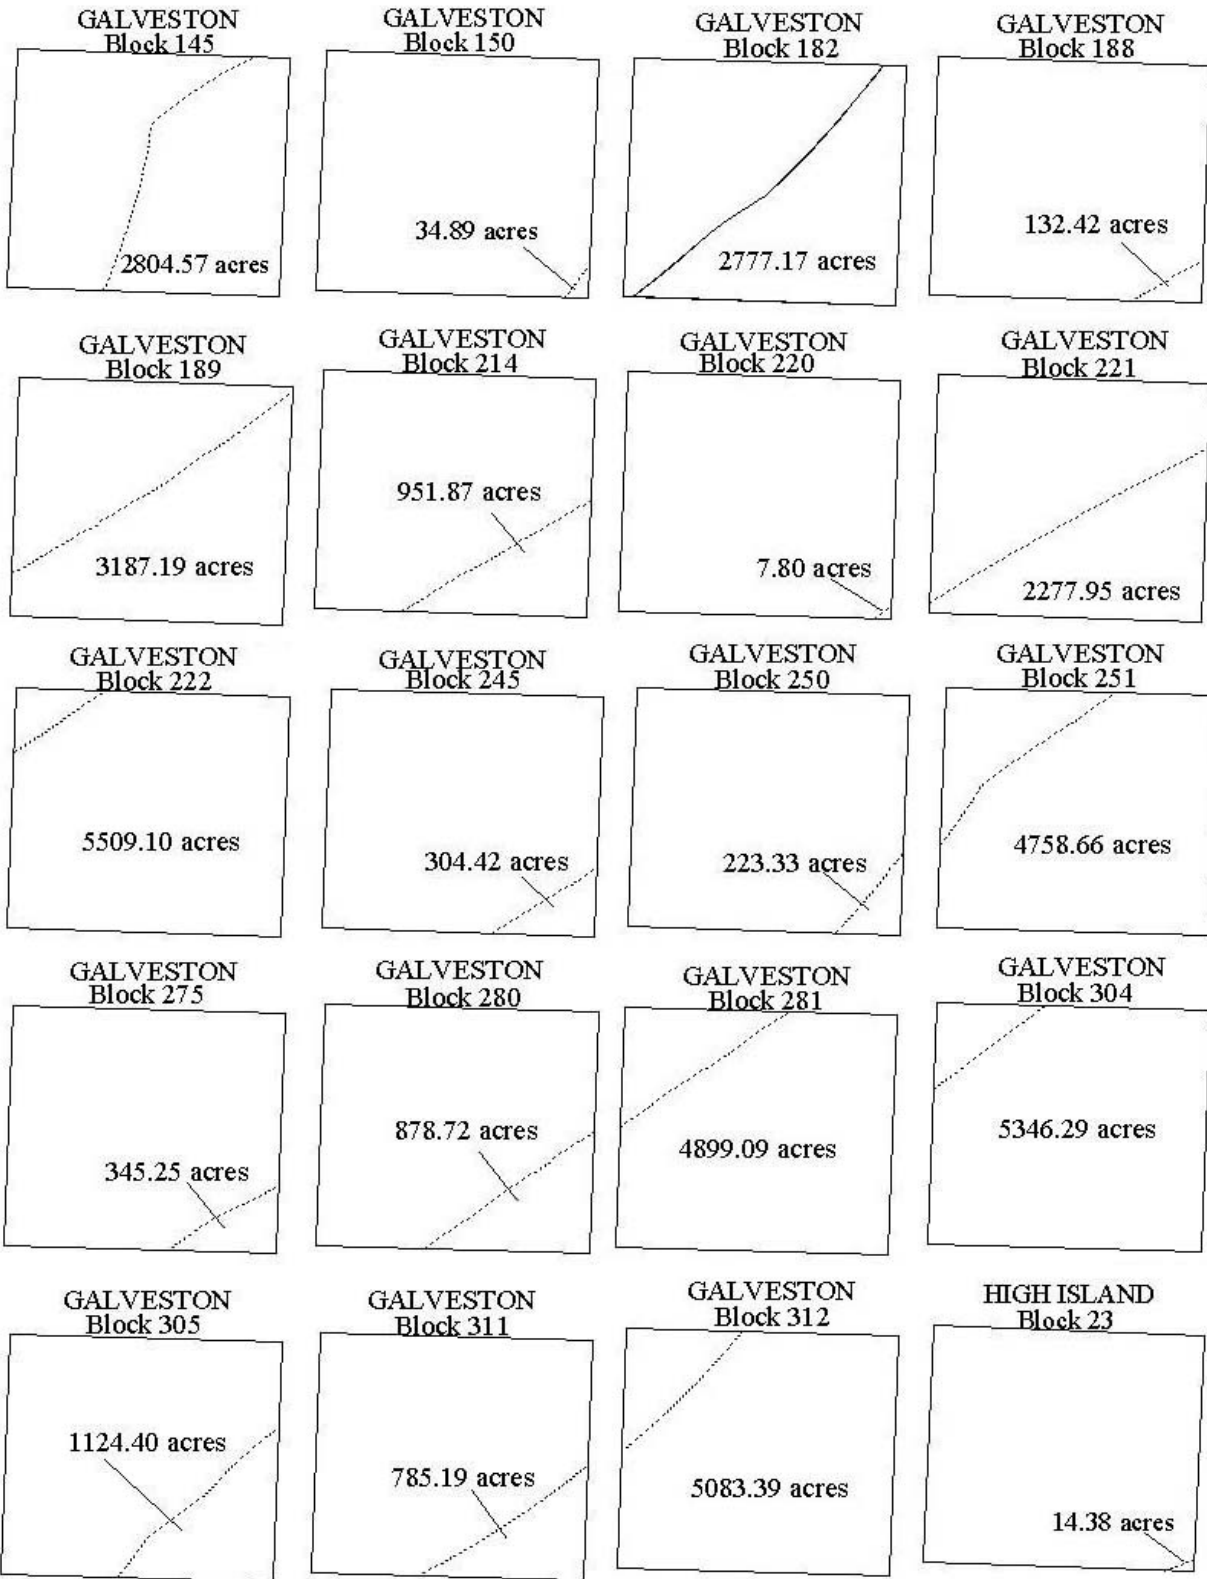 GALVESTON
Block 145
2804.57 acres
GALVESTON
Block 150
34.89 acres
GALVESTON
Block 182
2777.17 acres
GALVESTON
Block 188
132.42 acres
GALVESTON
Block 189
3187.19 acres
GALVESTON
Block 214
951.87 acres
GALVESTON
Block 220
7.80 acres
GALVESTON
Block 221
2277.95 acres
GALVESTON
Block 222
5509.10 acres
GALVESTON
Block 245
304.42 acres
GALVESTON
Block 250
223.33 acres
GALVESTON
Block 251
4758.66 acres
GALVESTON
Block 275
345.25 acres
GALVESTON
Block 280
878.72 acres
GALVESTON
Block 281
4899.09 acres
GALVESTON
Block 304
5346.29 acres
GALVESTON
Block 305
1124.40 acres
GALVESTON
Block 311
785.19 acres
GALVESTON
Block 312
5083.39 acres
HIGH ISLAND
Block 23
14.38 acres